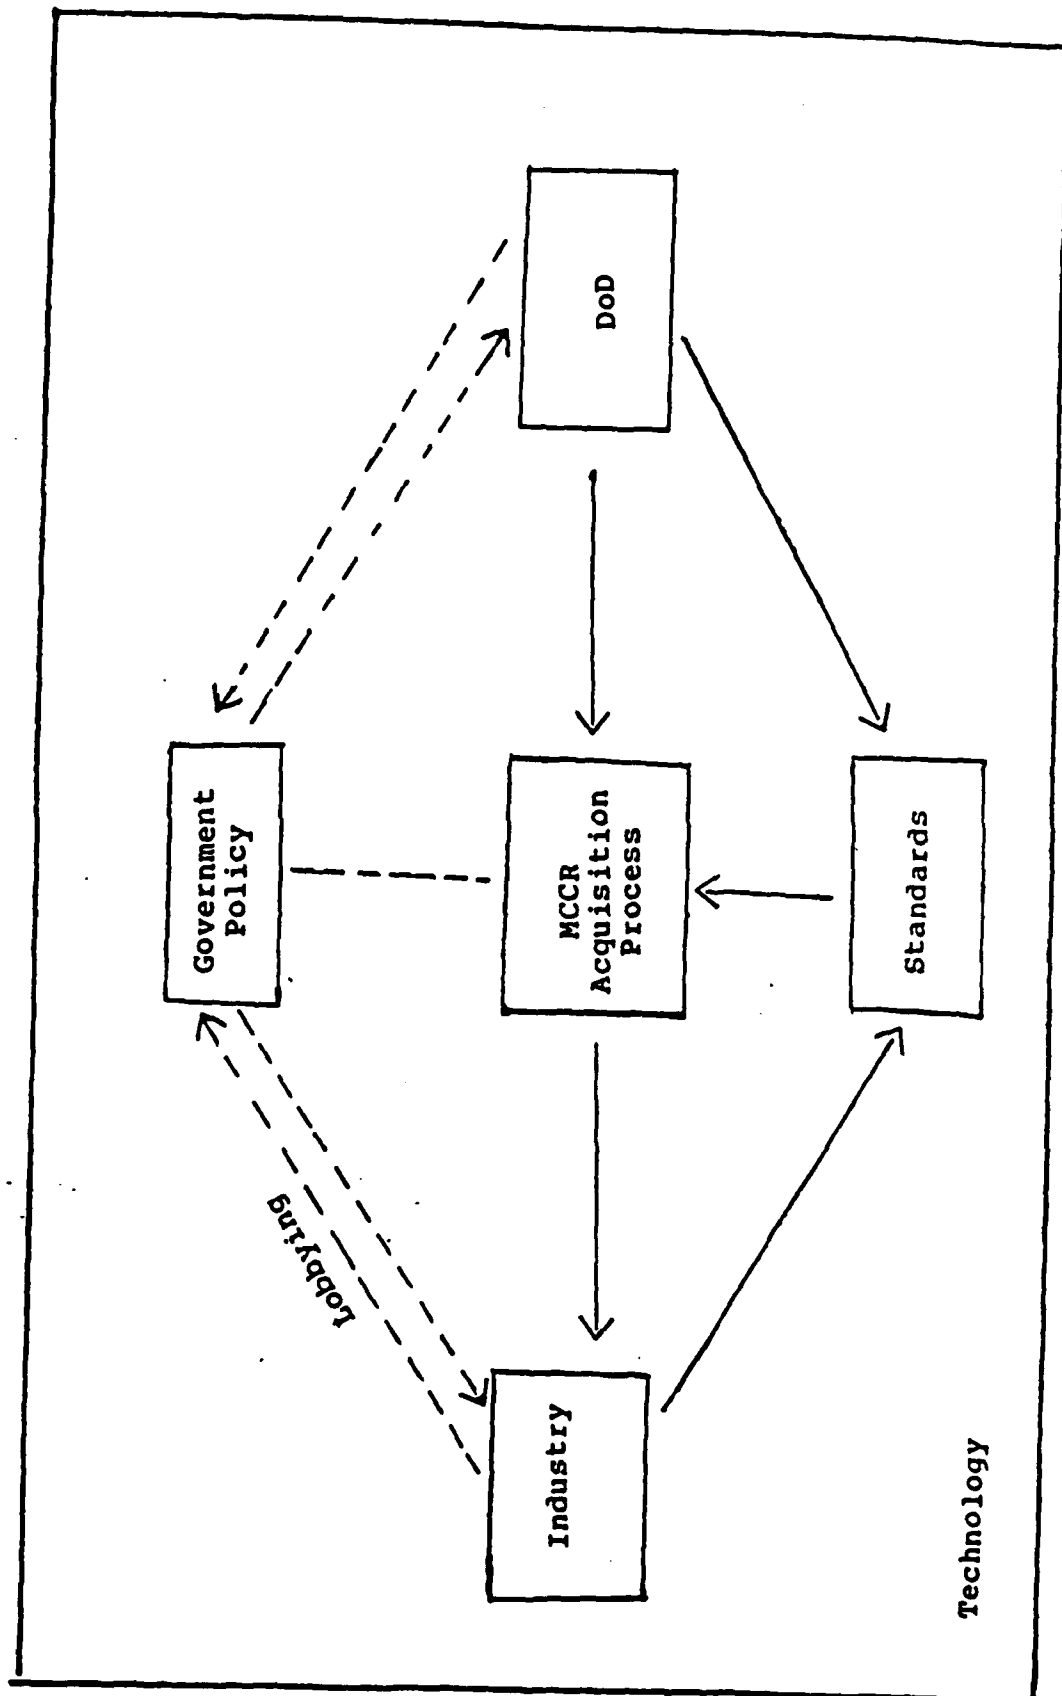 Government
Policy
Lobbying
Industry
MCCR
Acquisition
Process
DoD
Standards
Technology